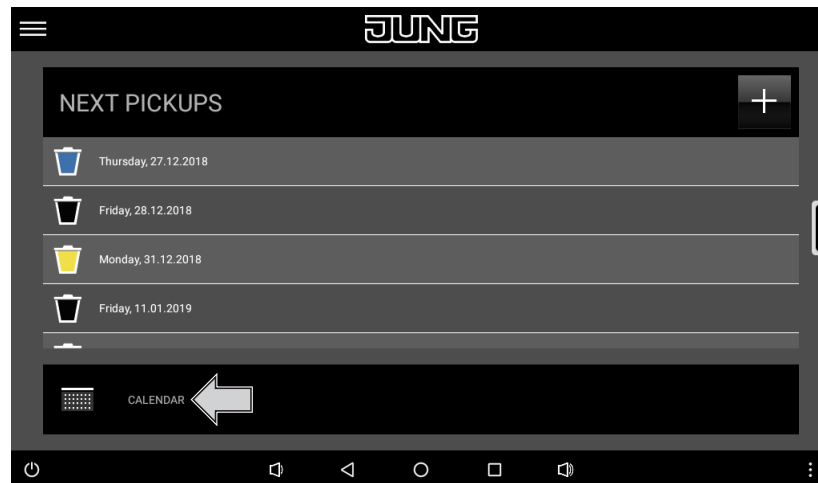 JUNG
NEXT PICKUPS
Thursday, 27.12.2018
Friday, 28.12.2018
Monday, 31.12.2018
Friday, 11.01.2019
CALENDAR